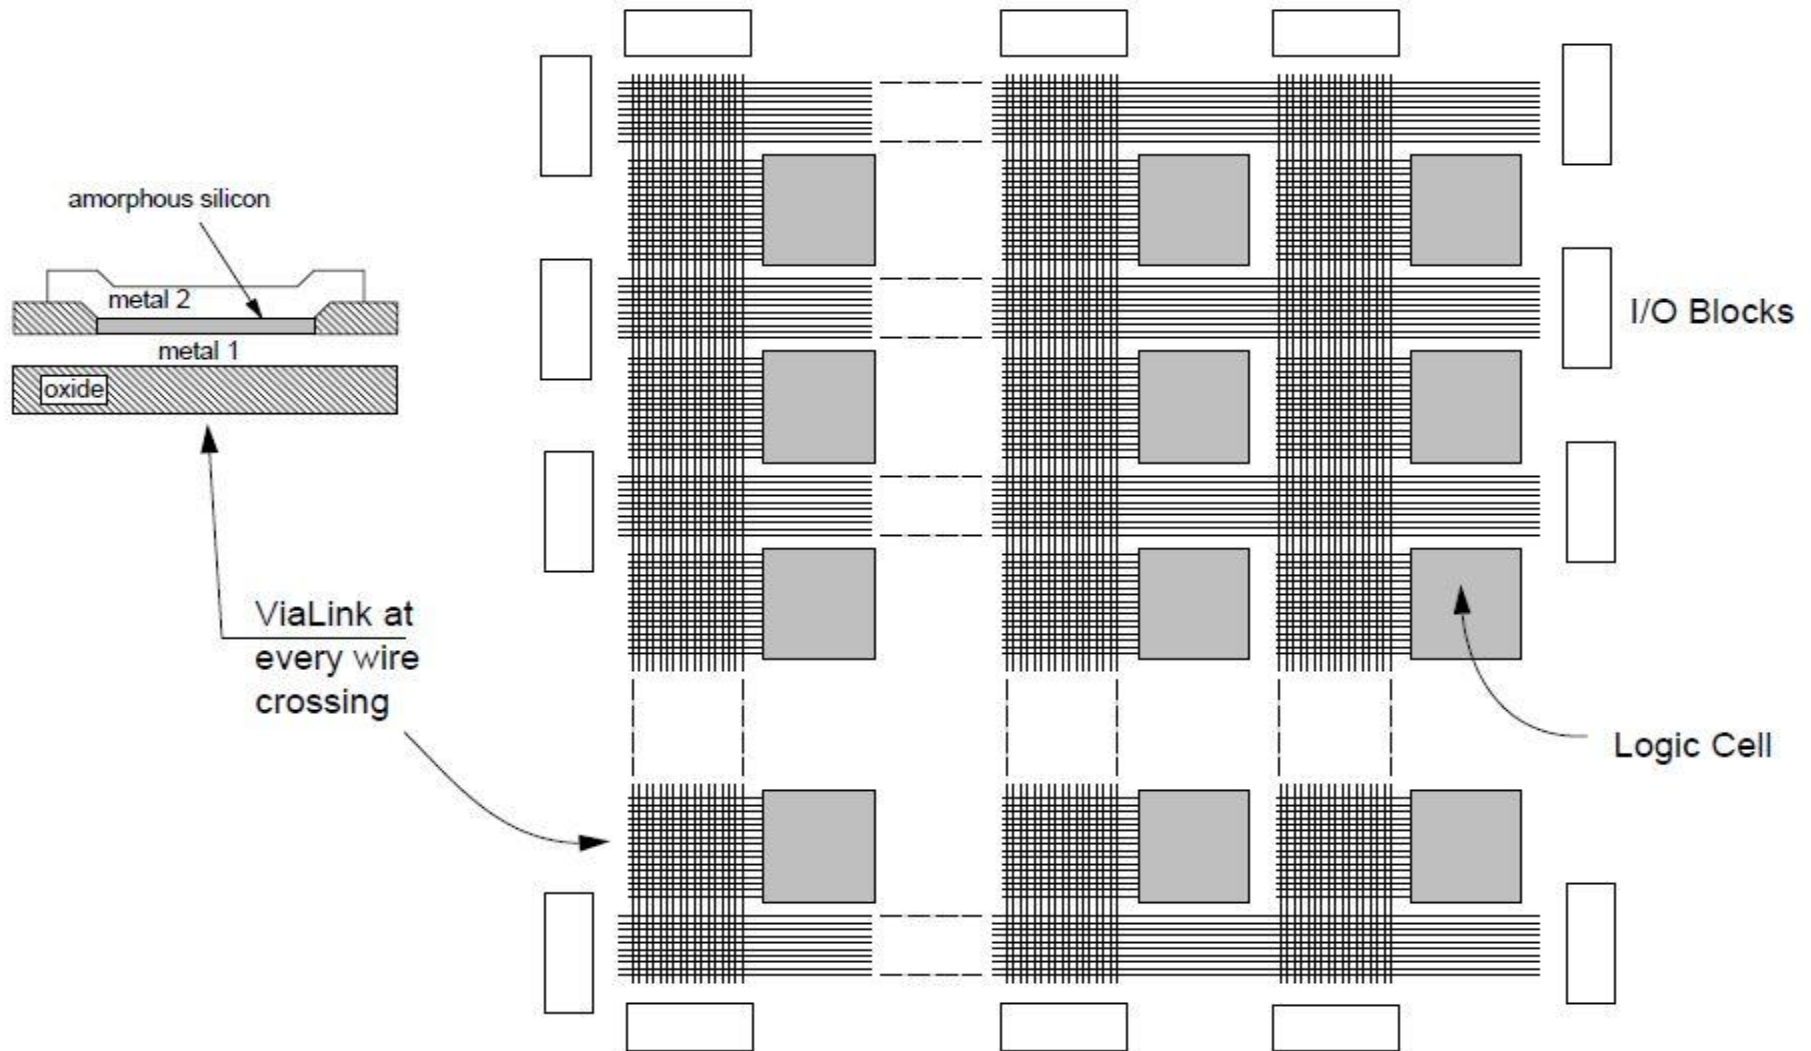 amorphous silicon
metal 2
metal 1
oxide
ViaLink at
every wire
crossing
I/O Blocks
Logic Cell